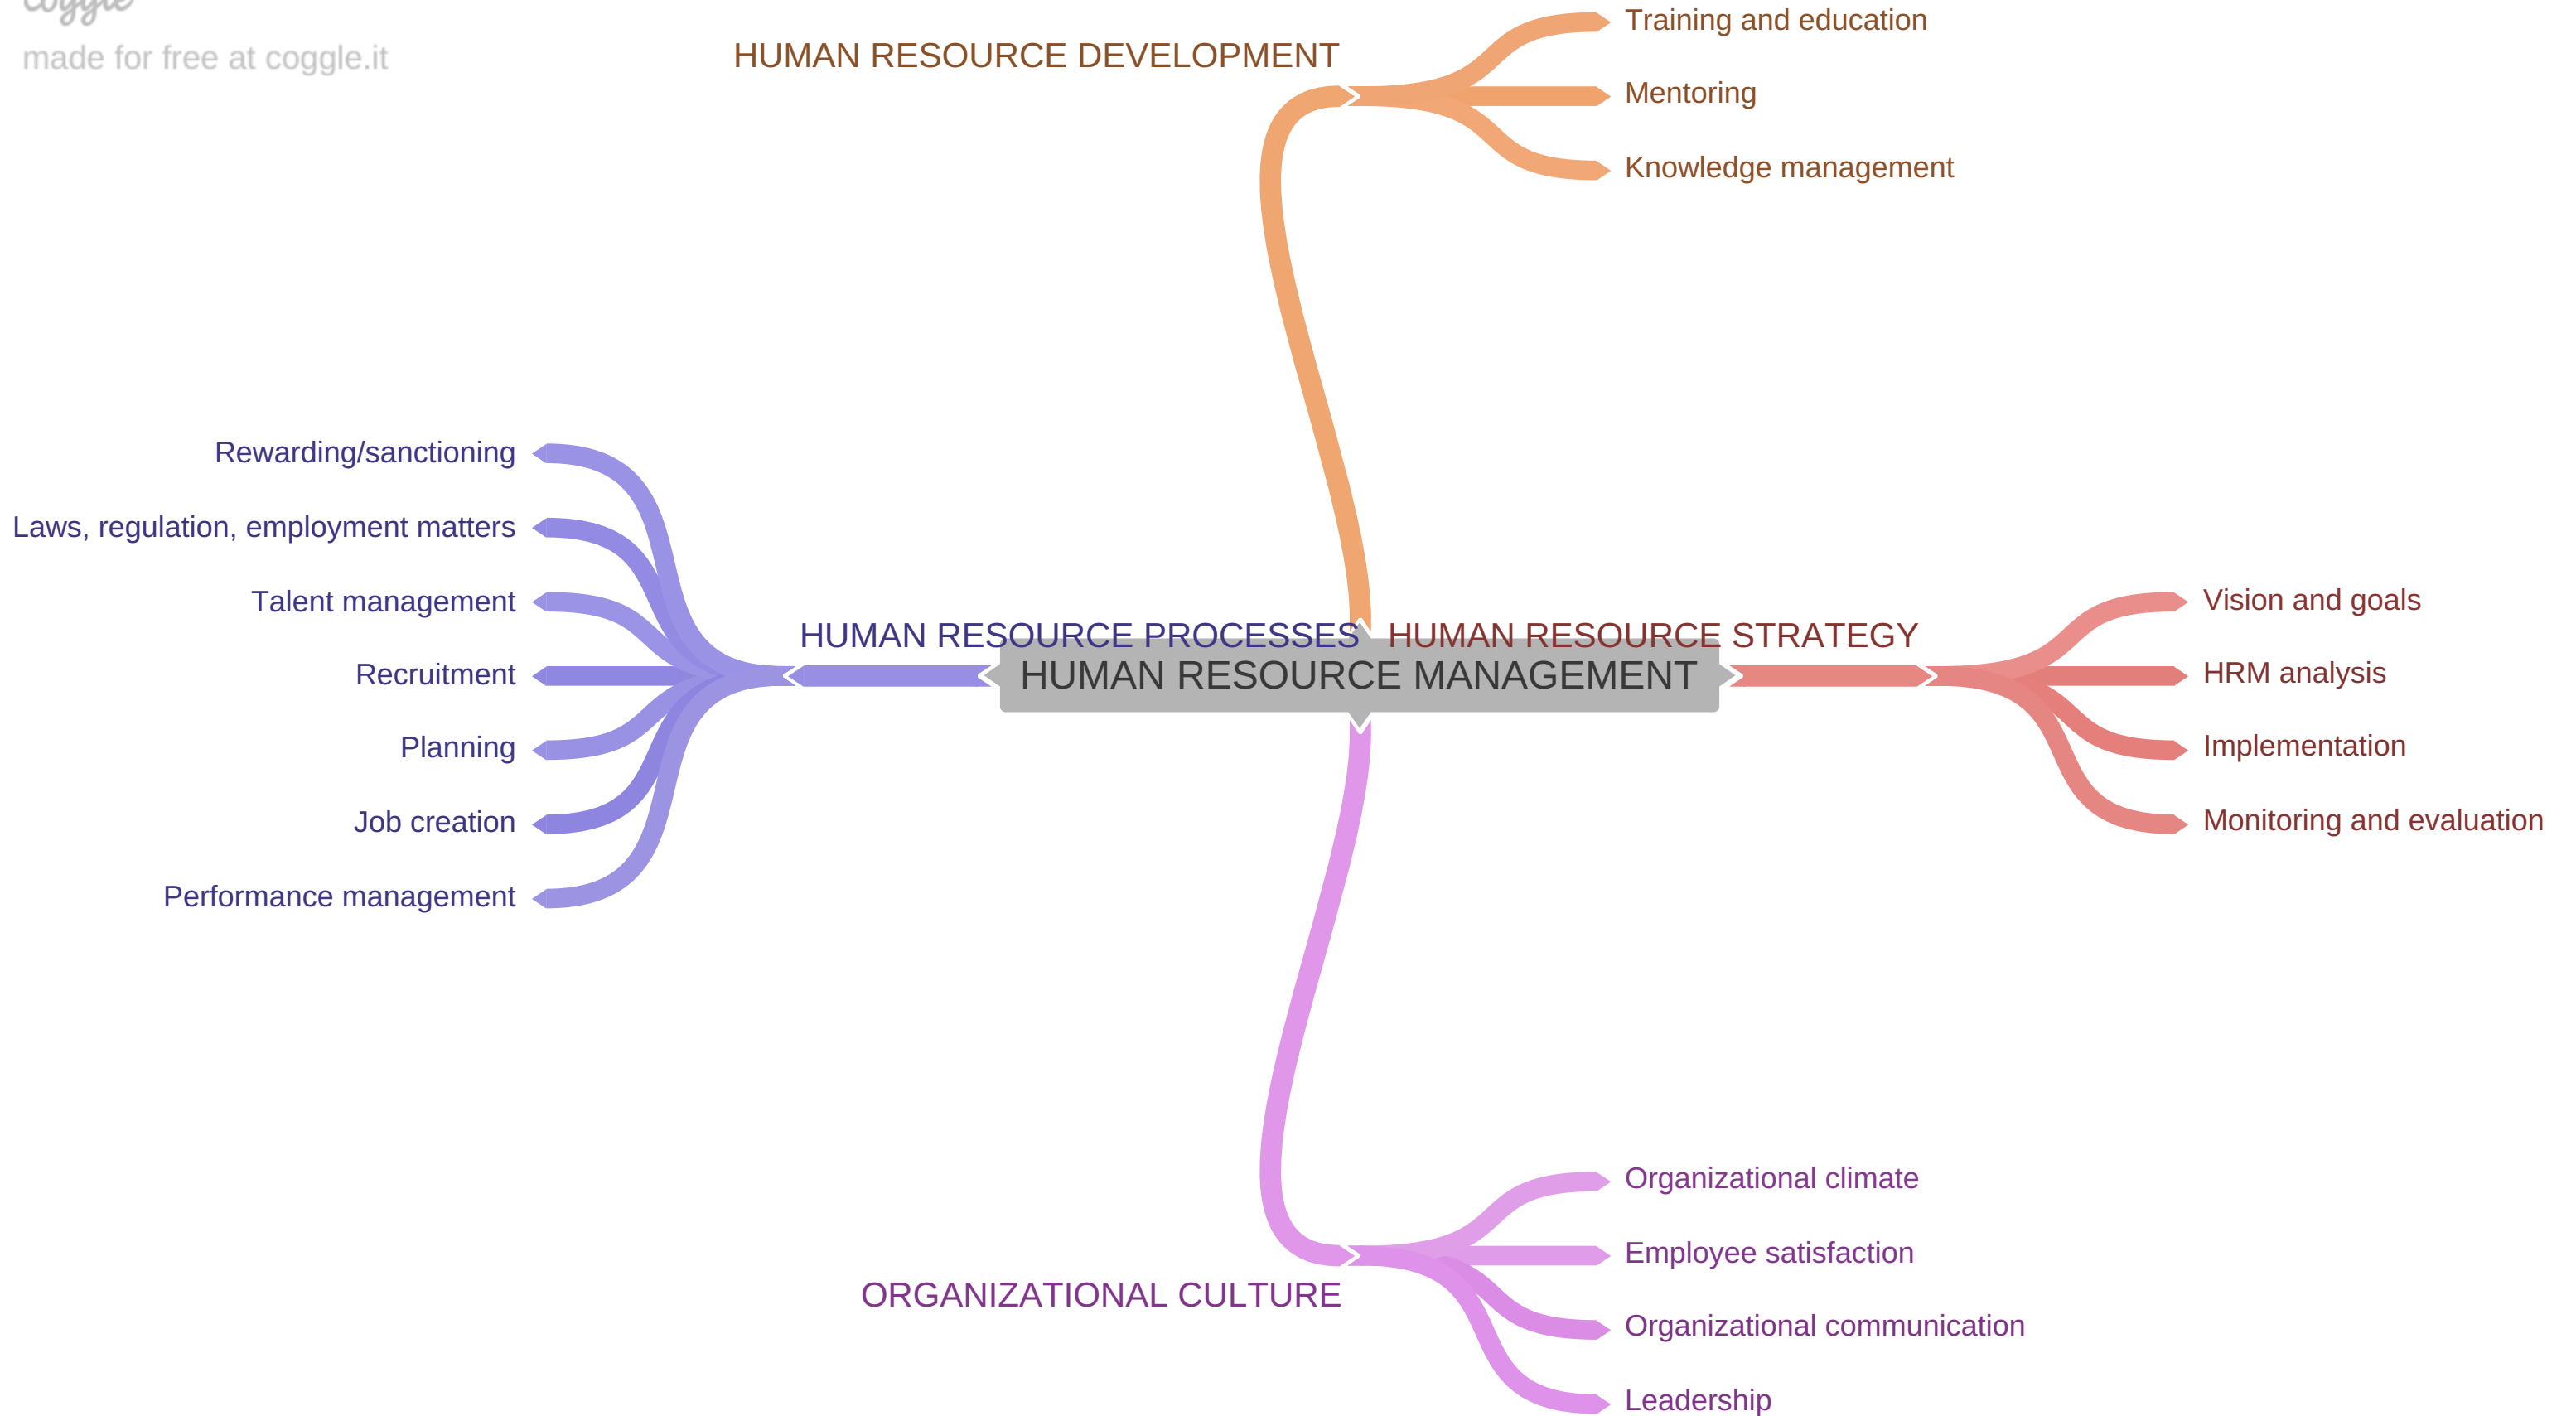 coggle
made for free at coggle.it
HUMAN RESOURCE DEVELOPMENT
Training and education
Mentoring
Knowledge management
Rewarding/sanctioning
Laws, regulation, employment matters
Talent management
Recruitment
Planning
Job creation
Performance management
HUMAN RESOURCE PROCESSES
HUMAN RESOURCE STRATEGY
HUMAN RESOURCE MANAGEMENT
Vision and goals
HRM analysis
Implementation
Monitoring and evaluation
ORGANIZATIONAL CULTURE
Organizational climate
Employee satisfaction
Organizational communication
Leadership